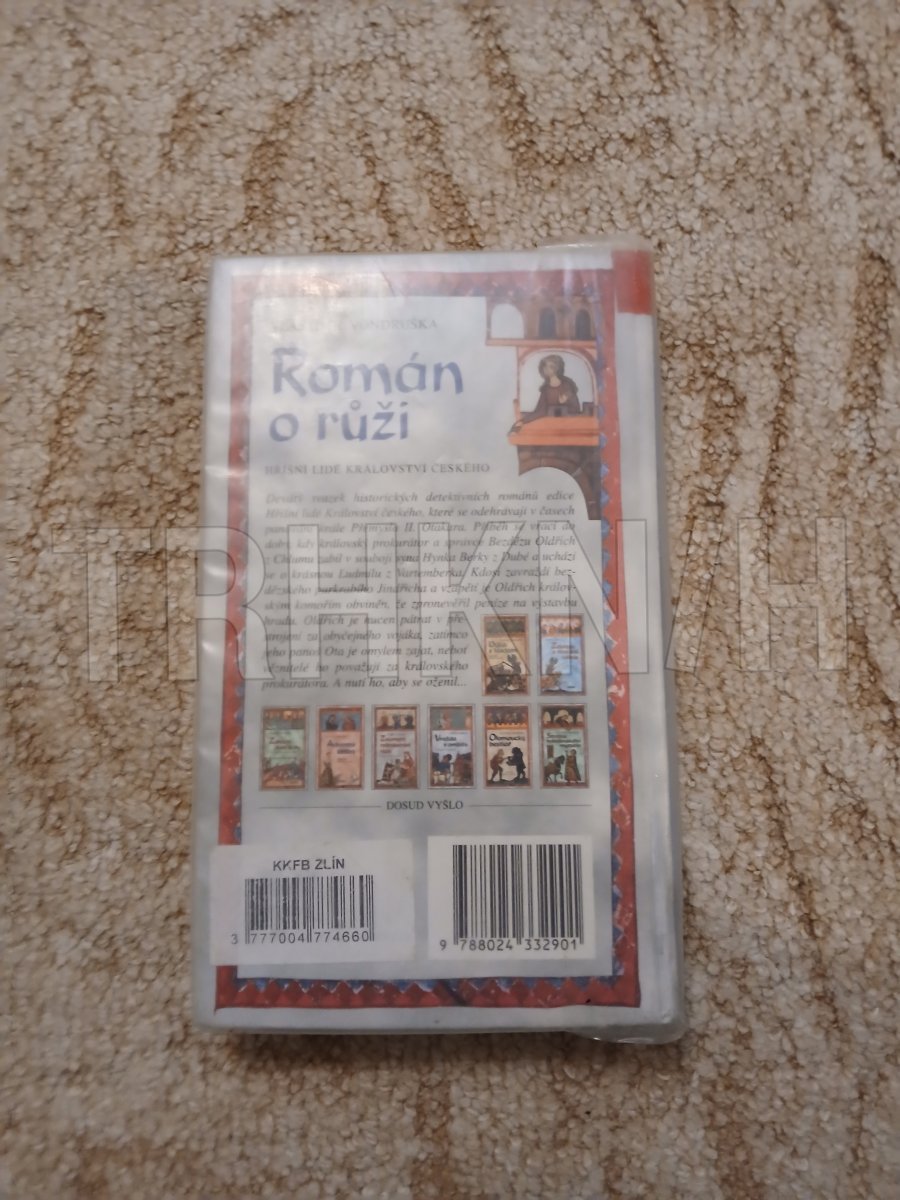 VONDRUŠKA
Román
o růži
HŘÍŠNÍ LIDÉ KRÁLOVSTVÍ ČESKÉHO
Devátý svazek historických detektivních románů edice
Hříšní lidé Království českého, které se odehrávají v časech
panování krále Přemysla II. Otakara. Příběh se vrací do
doby, kdy královský prokurátor a správce Bezdězu Oldřich
z Chlumu zabil v souboji syna Hynka Berky z Dubé a uchází
se o krásnou Ludmilu z Vartemberka. Kdosi zavraždí bez-
dězského purkrabího Jindřicha a vzápětí je Oldřich králov-
ským komořím obviněn, že zpronevěřil peníze na výstavbu
hradu. Oldřich je nucen pátrat v pře-
strojení za obyčejného vojáka, zatímco
jeho panoš Ota je omylem zajat, neboť
věznitelé ho považují za královského
prokurátora. A nutí ho, aby se oženil...
Olomoucký
bestiář
DOSUD VYŠLO
KKFB ZLÍN
3 777004 774660
9 788024 332901
TRHKNIH